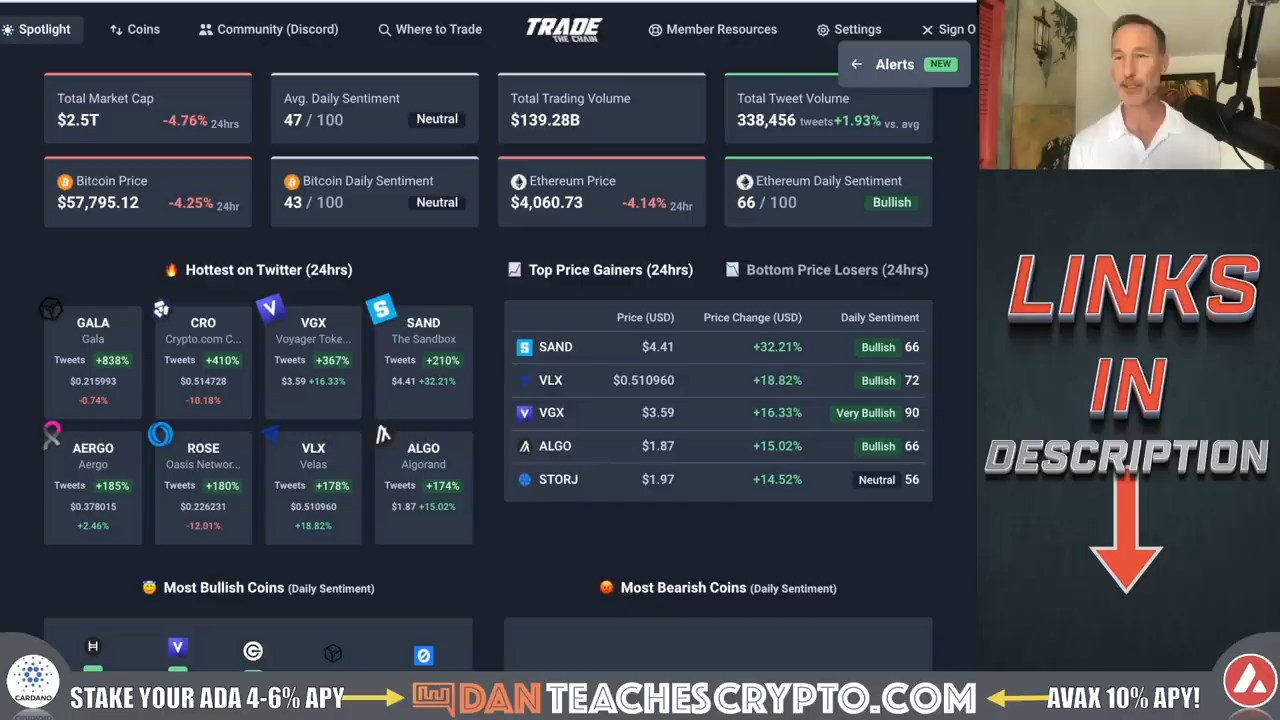 Spotlight
Coins
Community (Discord)
Where to Trade
TRADE
THE CHAIN
Member Resources
Settings
Sign O
Alerts NEW
Total Market Cap
$2.5T -4.76% 24hrs
Avg. Daily Sentiment
47 / 100 Neutral
Total Trading Volume
$139.28B
Total Tweet Volume
338,456 tweets +1.93% vs. avg
Bitcoin Price
$57,795.12 -4.25% 24hr
Bitcoin Daily Sentiment
43 / 100 Neutral
Ethereum Price
$4,060.73 -4.14% 24hr
Ethereum Daily Sentiment
66 / 100 Bullish
Hottest on Twitter (24hrs)
GALA
Gala
Tweets +838%
$0.215993
-0.74%
CRO
Crypto.com C...
Tweets +410%
$0.514728
-10.18%
VGX
Voyager Toke...
Tweets +367%
$3.59 +16.33%
SAND
The Sandbox
Tweets +210%
$4.41 +32.21%
AERGO
Aergo
Tweets +185%
$0.378015
+2.46%
ROSE
Oasis Networ...
Tweets +180%
$0.226231
-12.01%
VLX
Velas
Tweets +178%
$0.510960
+18.82%
ALGO
Algorand
Tweets +174%
$1.87 +15.02%
Top Price Gainers (24hrs)
Bottom Price Losers (24hrs)
Price (USD) Price Change (USD) Daily Sentiment
SAND $4.41 +32.21% Bullish 66
VLX $0.510960 +18.82% Bullish 72
VGX $3.59 +16.33% Very Bullish 90
ALGO $1.87 +15.02% Bullish 66
STORJ $1.97 +14.52% Neutral 56
Most Bullish Coins (Daily Sentiment)
Most Bearish Coins (Daily Sentiment)
LINKS
IN
DESCRIPTION
CARDANO
STAKE YOUR ADA 4-6% APY
DANTEACHESCRYPTO.COM
AVAX 10% APY!